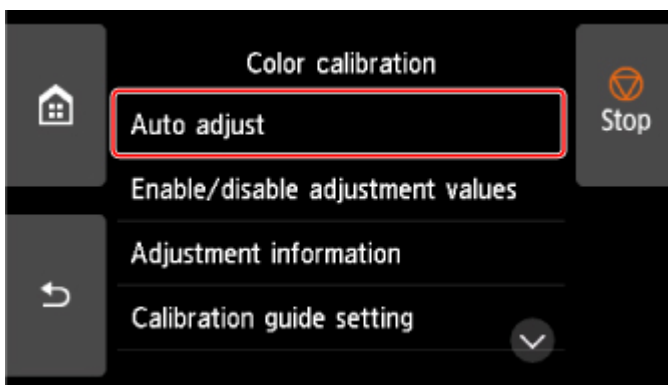 Color calibration
Auto adjust
Stop
Enable/disable adjustment values
Adjustment information
Calibration guide setting